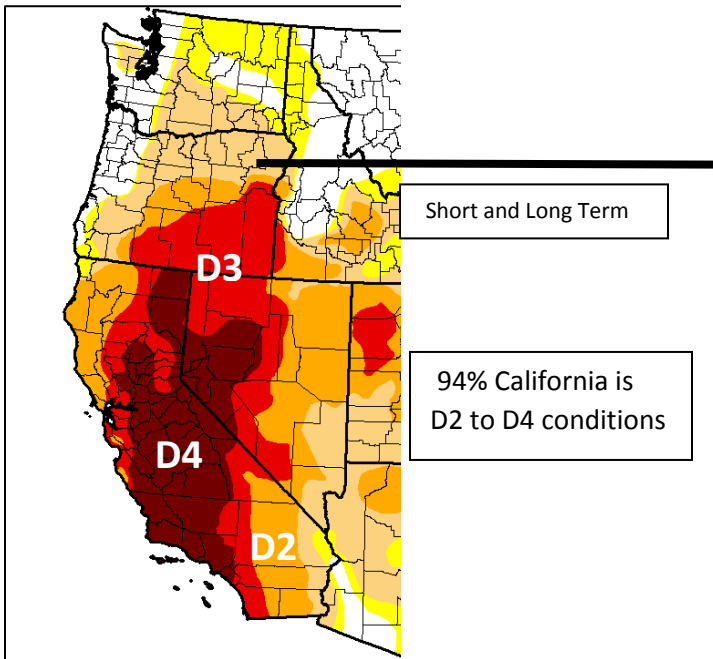 Short and Long Term
D3
94% California is
D2 to D4 conditions
D4
D2